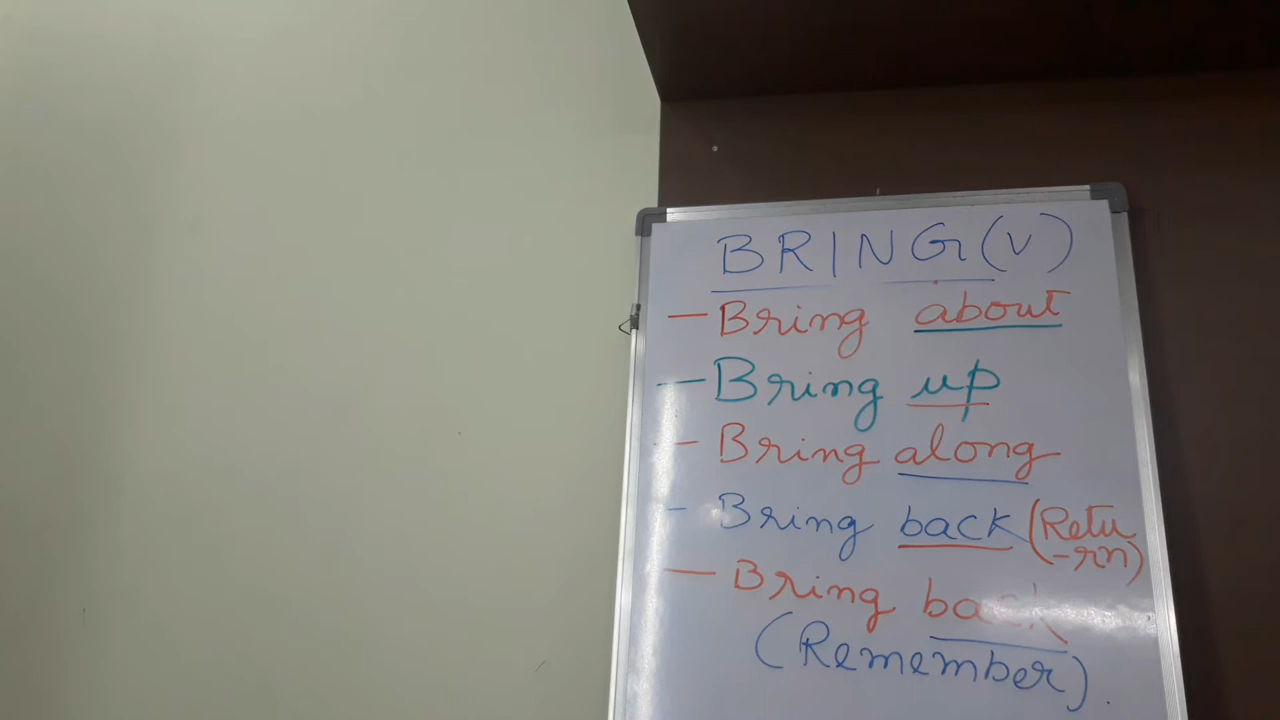 BRING (v)
- Bring about
- Bring up
- Bring along
- Bring back (Retu
-rn)
- Bring back
(Remember)